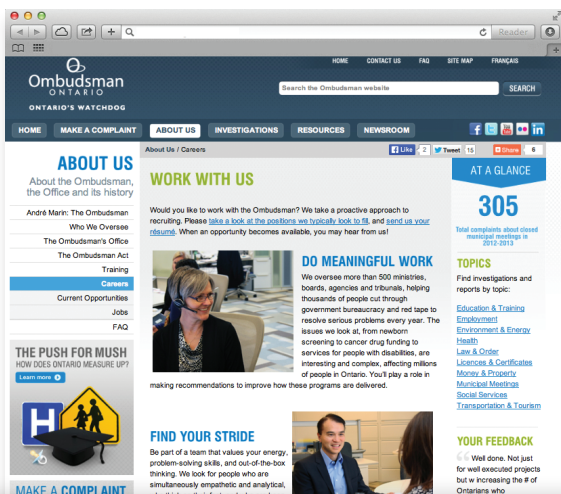 Reader
HOME CONTACT US FAQ SITE MAP FRANÇAIS
Ombudsman
ONTARIO
ONTARIO'S WATCHDOG
Search the Ombudsman website
SEARCH
HOME MAKE A COMPLAINT ABOUT US INVESTIGATIONS RESOURCES NEWSROOM
ABOUT US
About the Ombudsman,
the Office and its history
André Marin: The Ombudsman
Who We Oversee
The Ombudsman's Office
The Ombudsman Act
Training
Careers
Current Opportunities
Jobs
FAQ
THE PUSH FOR MUSH
HOW DOES ONTARIO MEASURE UP?
Learn more
H
MAKE A COMPLAINT
About Us / Careers
Like 2 Tweet 15 Share 6
WORK WITH US
Would you like to work with the Ombudsman? We take a proactive approach to
recruiting. Please take a look at the positions we typically look to fill, and send us your
résumé. When an opportunity becomes available, you may hear from us!
DO MEANINGFUL WORK
We oversee more than 500 ministries,
boards, agencies and tribunals, helping
thousands of people cut through
government bureaucracy and red tape to
resolve serious problems every year. The
issues we look at, from newborn
screening to cancer drug funding to
services for people with disabilities, are
interesting and complex, affecting millions
of people in Ontario. You'll play a role in
making recommendations to improve how these programs are delivered.
FIND YOUR STRIDE
Be part of a team that values your energy,
problem-solving skills, and out-of-the-box
thinking. We look for people who are
simultaneously empathetic and analytical,
AT A GLANCE
305
Total complaints about closed
municipal meetings in
2012-2013
TOPICS
Find investigations and
reports by topic:
Education & Training
Employment
Environment & Energy
Health
Law & Order
Licences & Certificates
Money & Property
Municipal Meetings
Social Services
Transportation & Tourism
YOUR FEEDBACK
Well done. Not just
for well executed projects
but w increasing the # of
Ontarians who